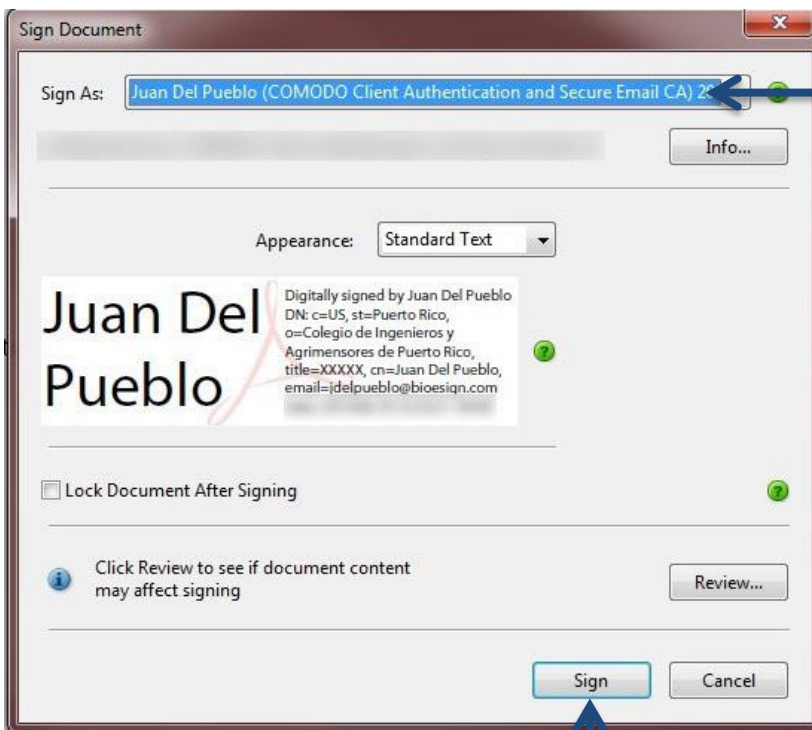 Sign Document
Sign As: Juan Del Pueblo (COMODO Client Authentication and Secure Email CA)
Info...
Appearance: Standard Text
Juan Del
Pueblo
Digitally signed by Juan Del Pueblo
DN: c=US, st=Puerto Rico,
o=Colegio de Ingenieros y
Agrimensores de Puerto Rico,
title=XXXXX, cn=Juan Del Pueblo,
email=jdelpueblo@bioesign.com
Lock Document After Signing
Click Review to see if document content
may affect signing
Review...
Sign
Cancel